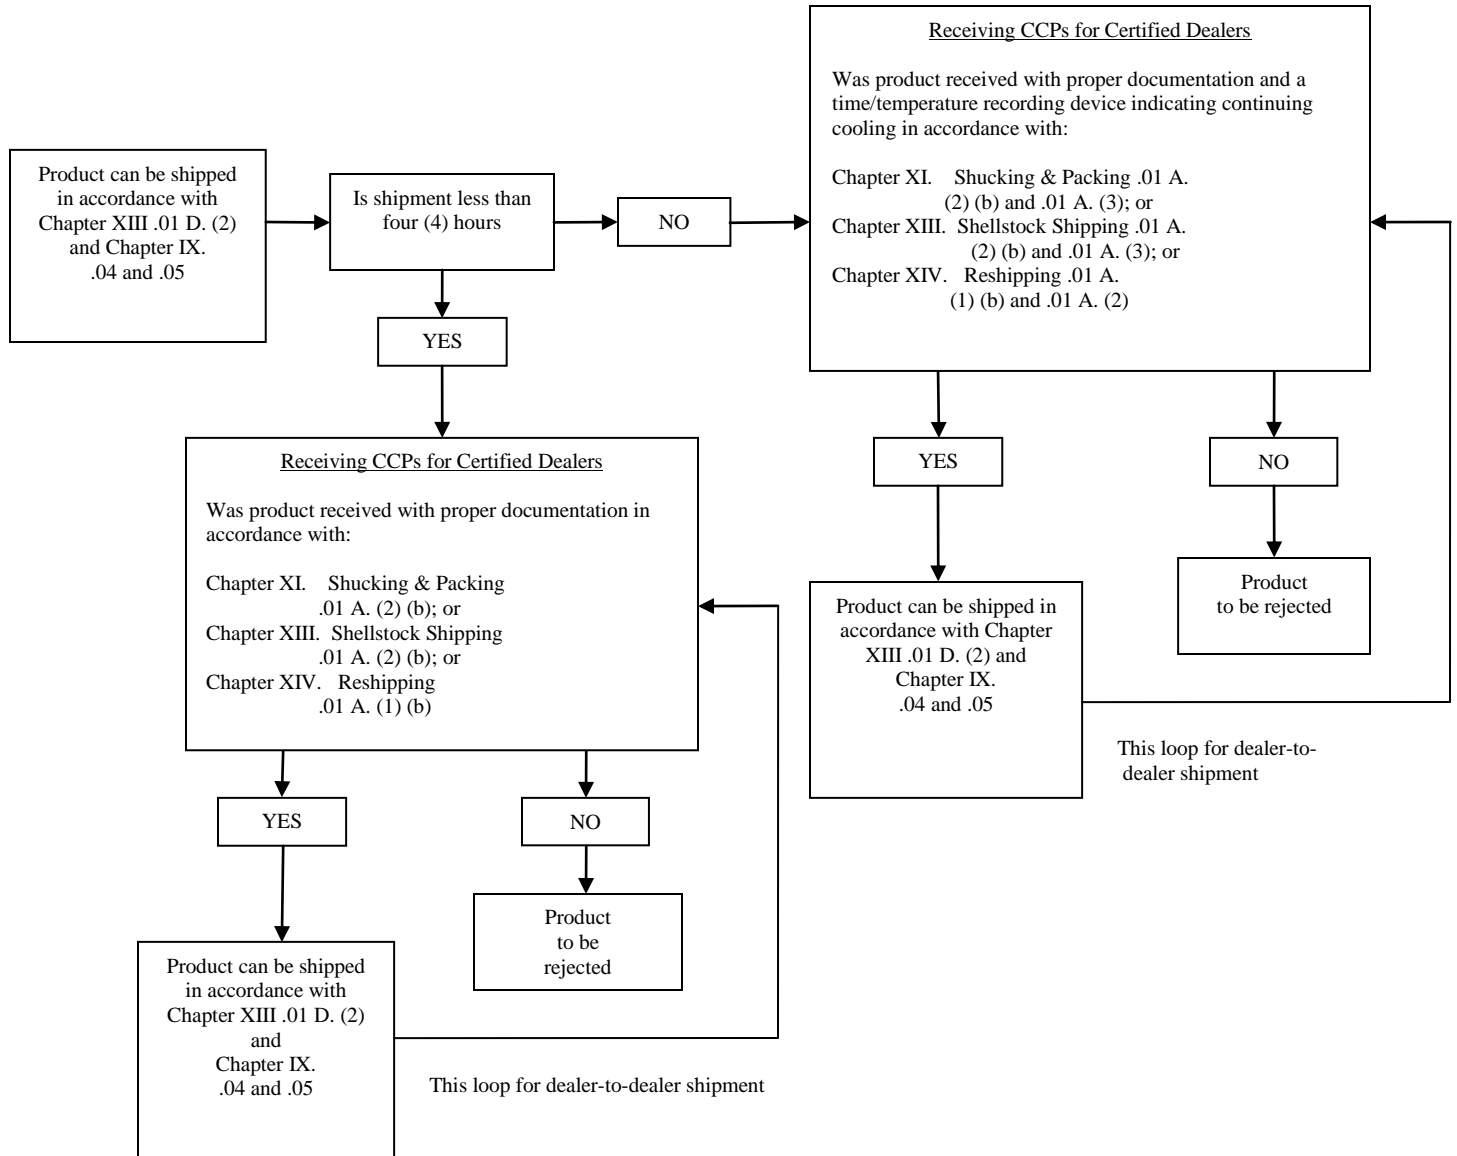 Product can be shipped
in accordance with
Chapter XIII .01 D. (2)
and Chapter IX.
.04 and .05
Is shipment less than
four (4) hours
NO
Receiving CCPs for Certified Dealers
Was product received with proper documentation and a
time/temperature recording device indicating continuing
cooling in accordance with:
Chapter XI. Shucking & Packing .01 A.
(2) (b) and .01 A. (3); or
Chapter XIII. Shellstock Shipping .01 A.
(2) (b) and .01 A. (3); or
Chapter XIV. Reshipping .01 A.
(1) (b) and .01 A. (2)
YES
NO
Product can be shipped in
accordance with Chapter
XIII .01 D. (2) and
Chapter IX.
.04 and .05
Product
to be rejected
This loop for dealer-to-
dealer shipment
YES
Receiving CCPs for Certified Dealers
Was product received with proper documentation in
accordance with:
Chapter XI. Shucking & Packing
.01 A. (2) (b); or
Chapter XIII. Shellstock Shipping
.01 A. (2) (b); or
Chapter XIV. Reshipping
.01 A. (1) (b)
YES
NO
Product can be shipped
in accordance with
Chapter XIII .01 D. (2)
and
Chapter IX.
.04 and .05
Product
to be
rejected
This loop for dealer-to-dealer shipment